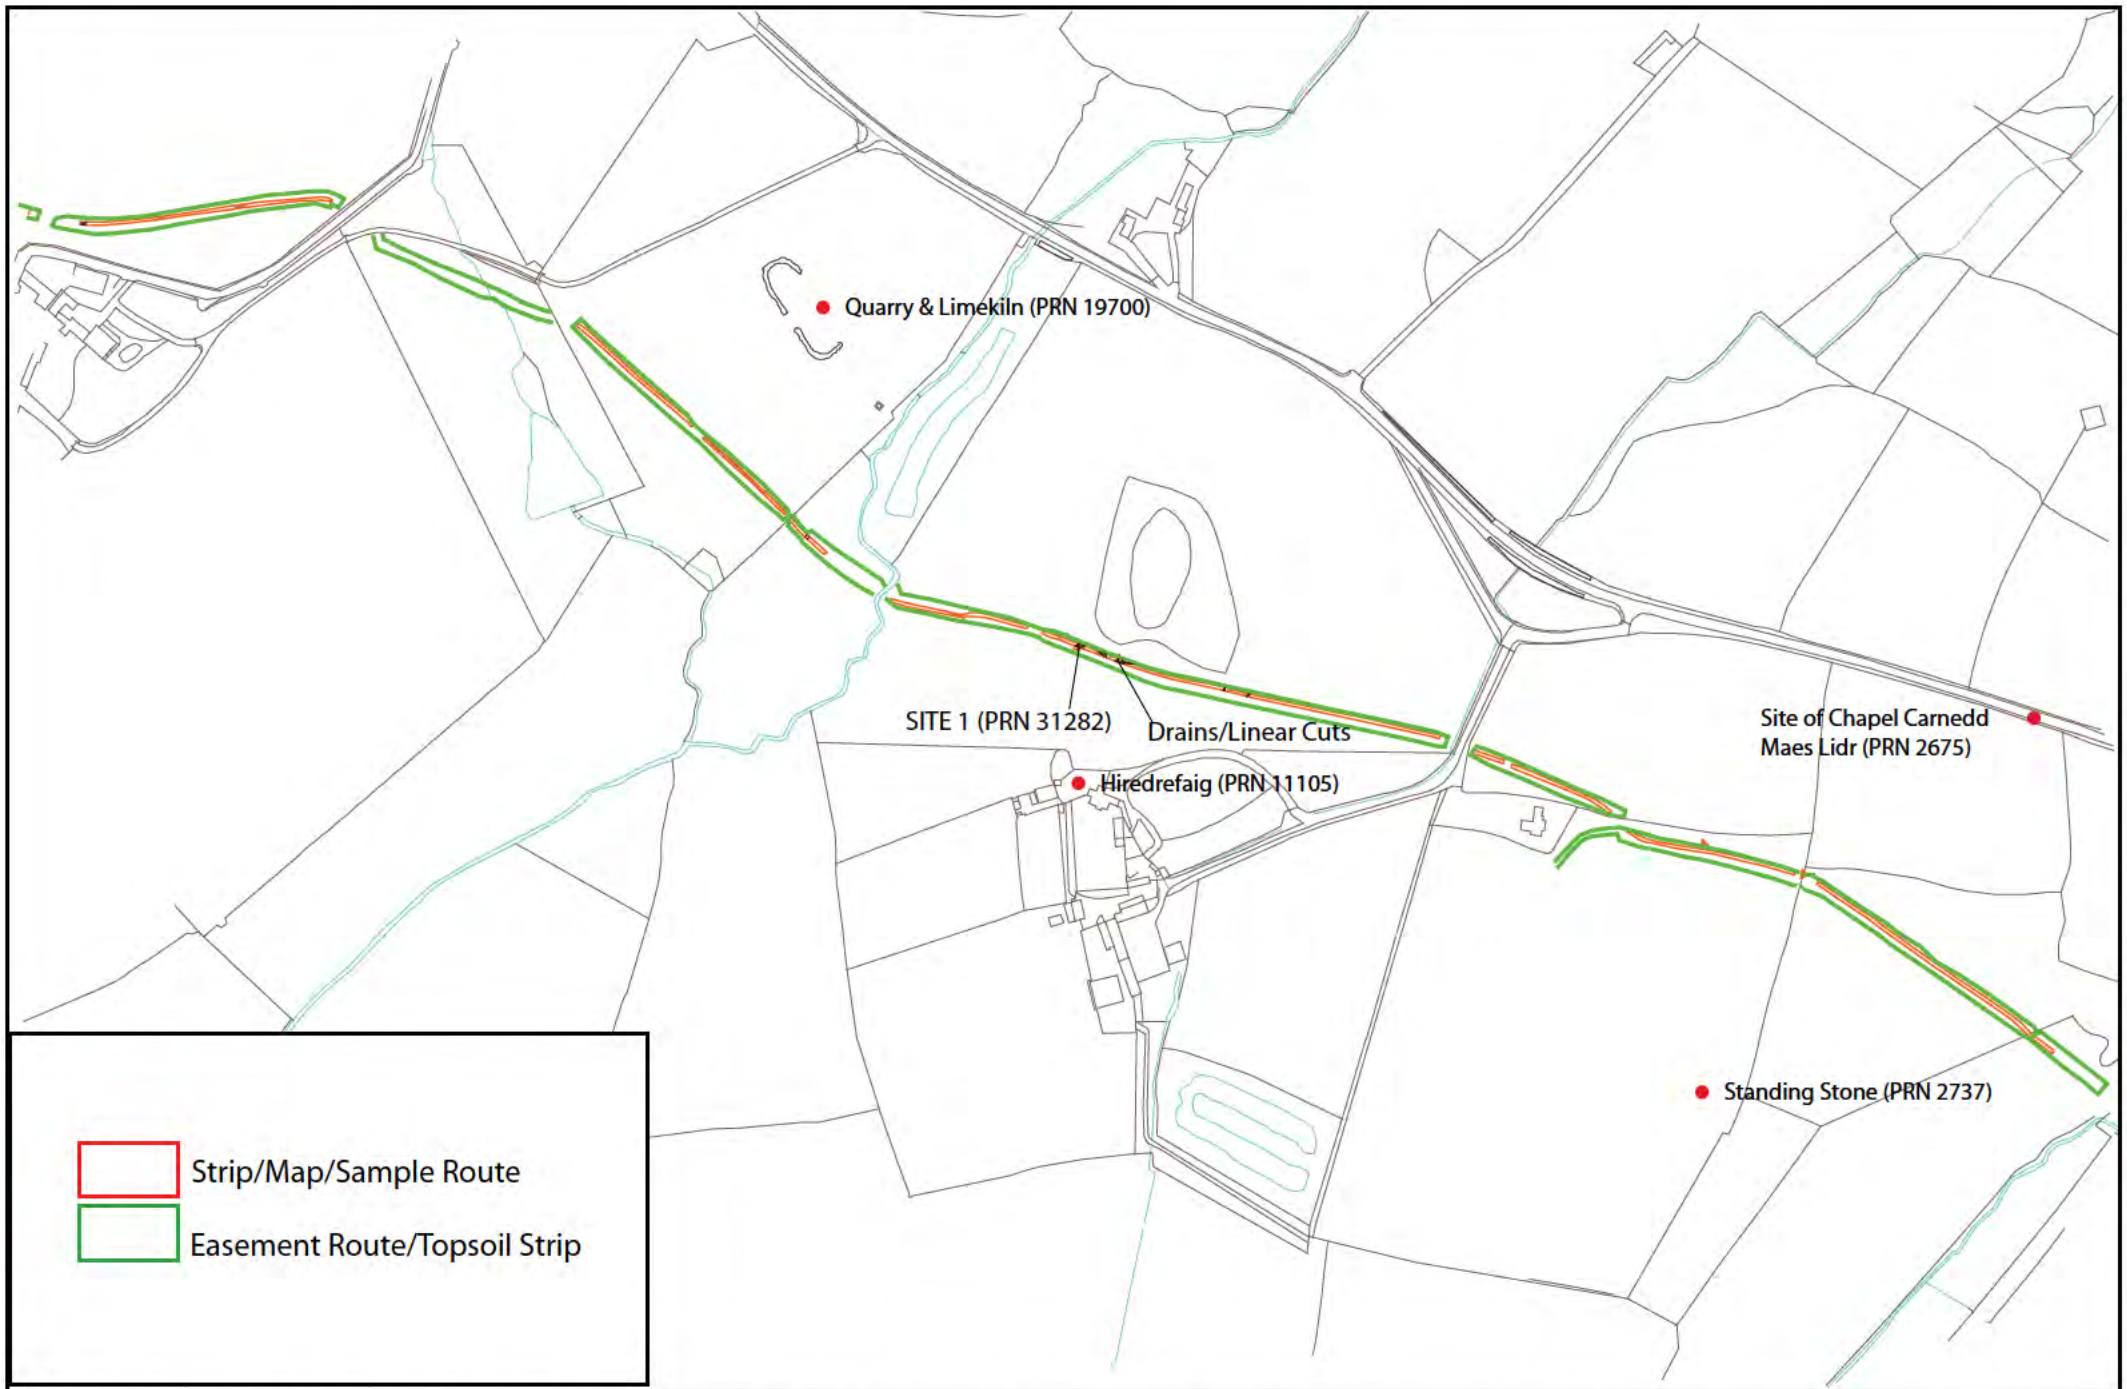 Quarry & Limekiln (PRN 19700)
SITE 1 (PRN 31282)
Drains/Linear Cuts
Site of Chapel Carnedd
Maes Lidr (PRN 2675)
Hiredrefaig (PRN 11105)
Standing Stone (PRN 2737)
Strip/Map/Sample Route
Easement Route/Topsoil Strip